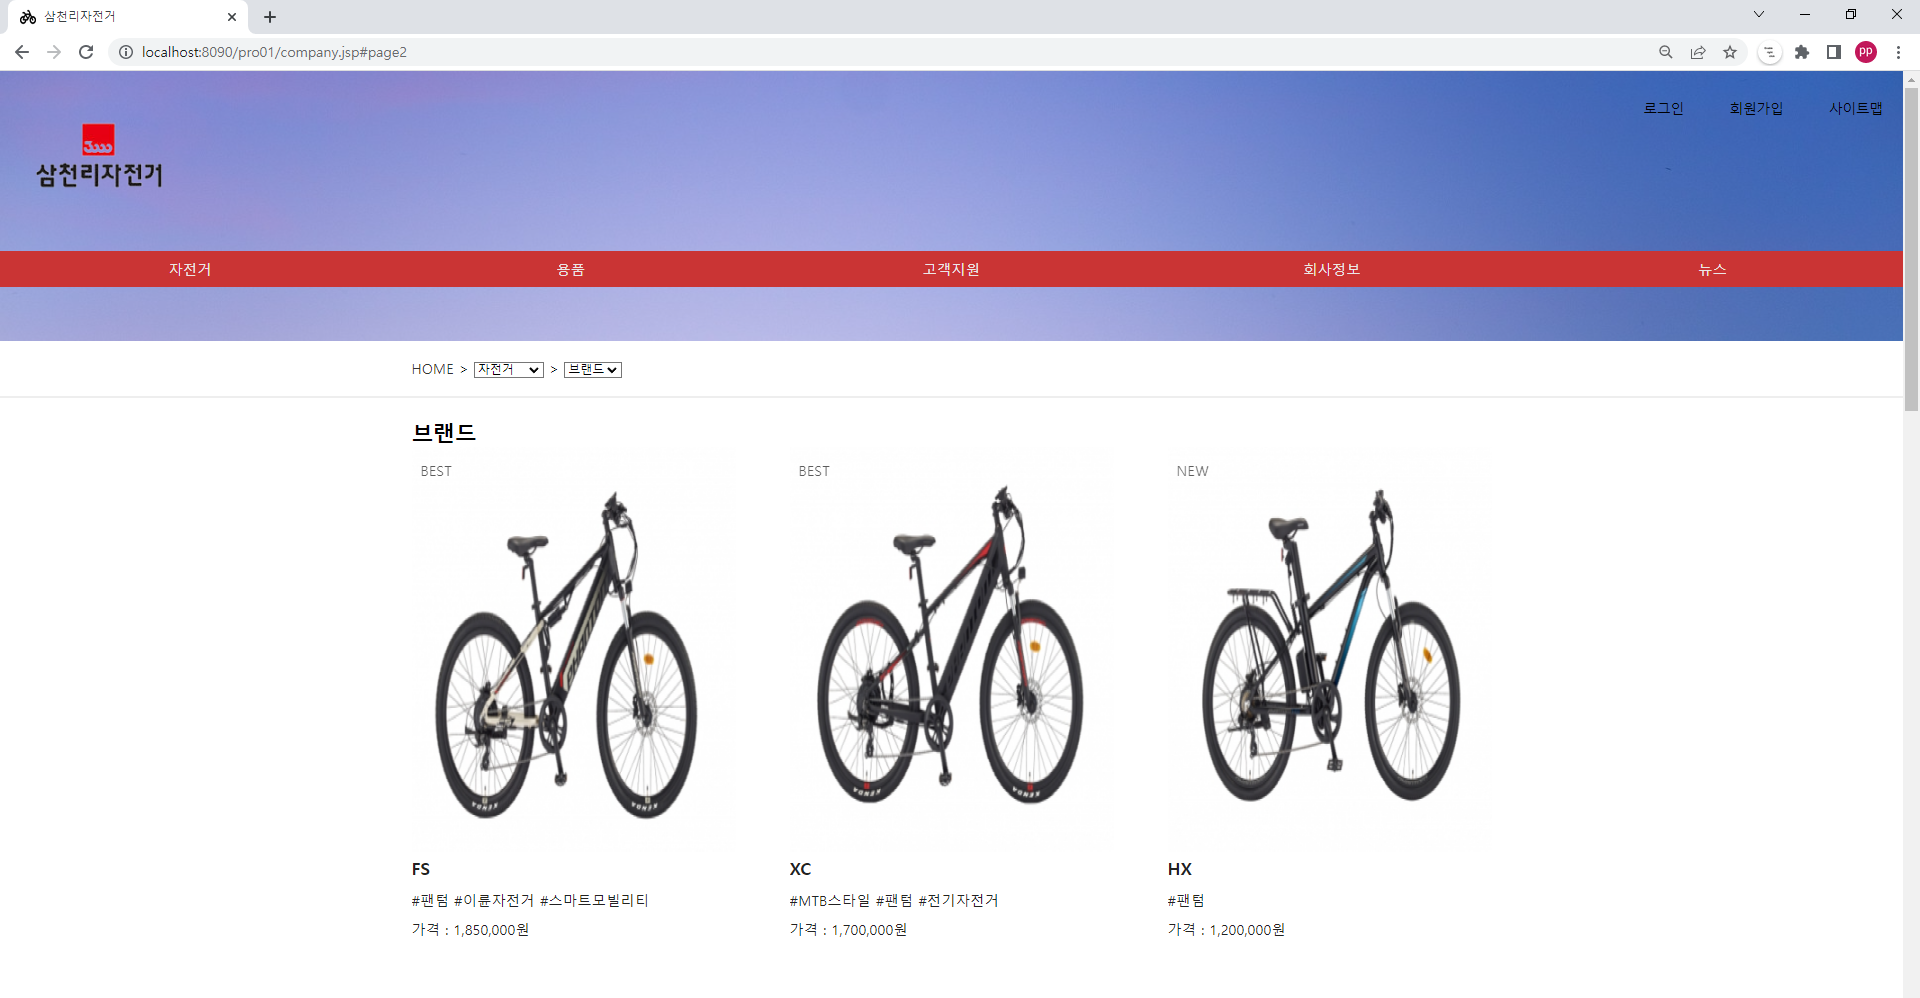 삼천리자전거
localhost:8090/pro01/company.jsp#page2
pp
로그인 회원가입 사이트맵
삼천리자전거
자전거 용품 고객지원 회사정보 뉴스
HOME > 자전거 > 브랜드
브랜드
BEST BEST NEW
KENDA KENDA KENDA KENDA
FS XC HX
#팬텀 #이륜자전거 #스마트모빌리티 #MTB스타일 #팬텀 #전기자전거 #팬텀
가격 : 1,850,000원 가격 : 1,700,000원 가격 : 1,200,000원